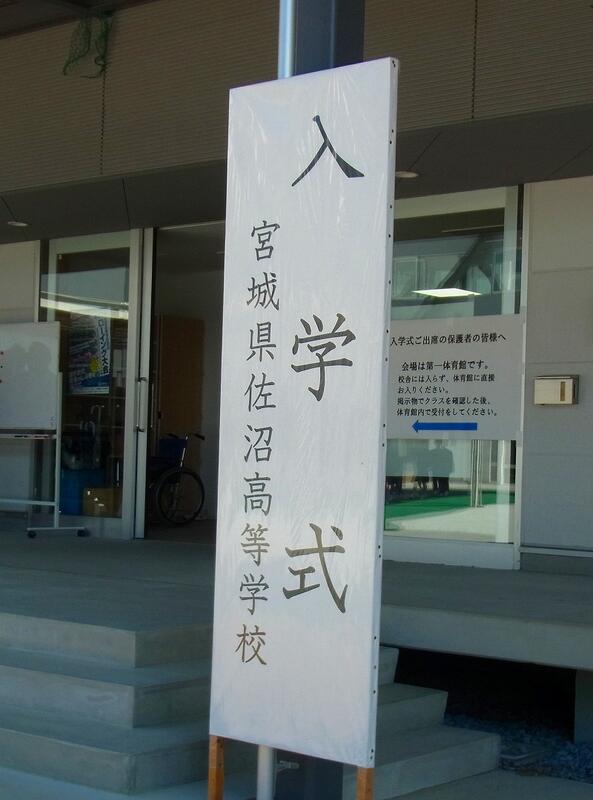 入学式
宮城県佐沼高等学校
入学式ご出席の保護者の皆様へ
会場は第一体育館です。
校舎には入らず、体育館に直接
お入りください。
掲示物でクラスを確認した後、
体育館内で受付をしてください。